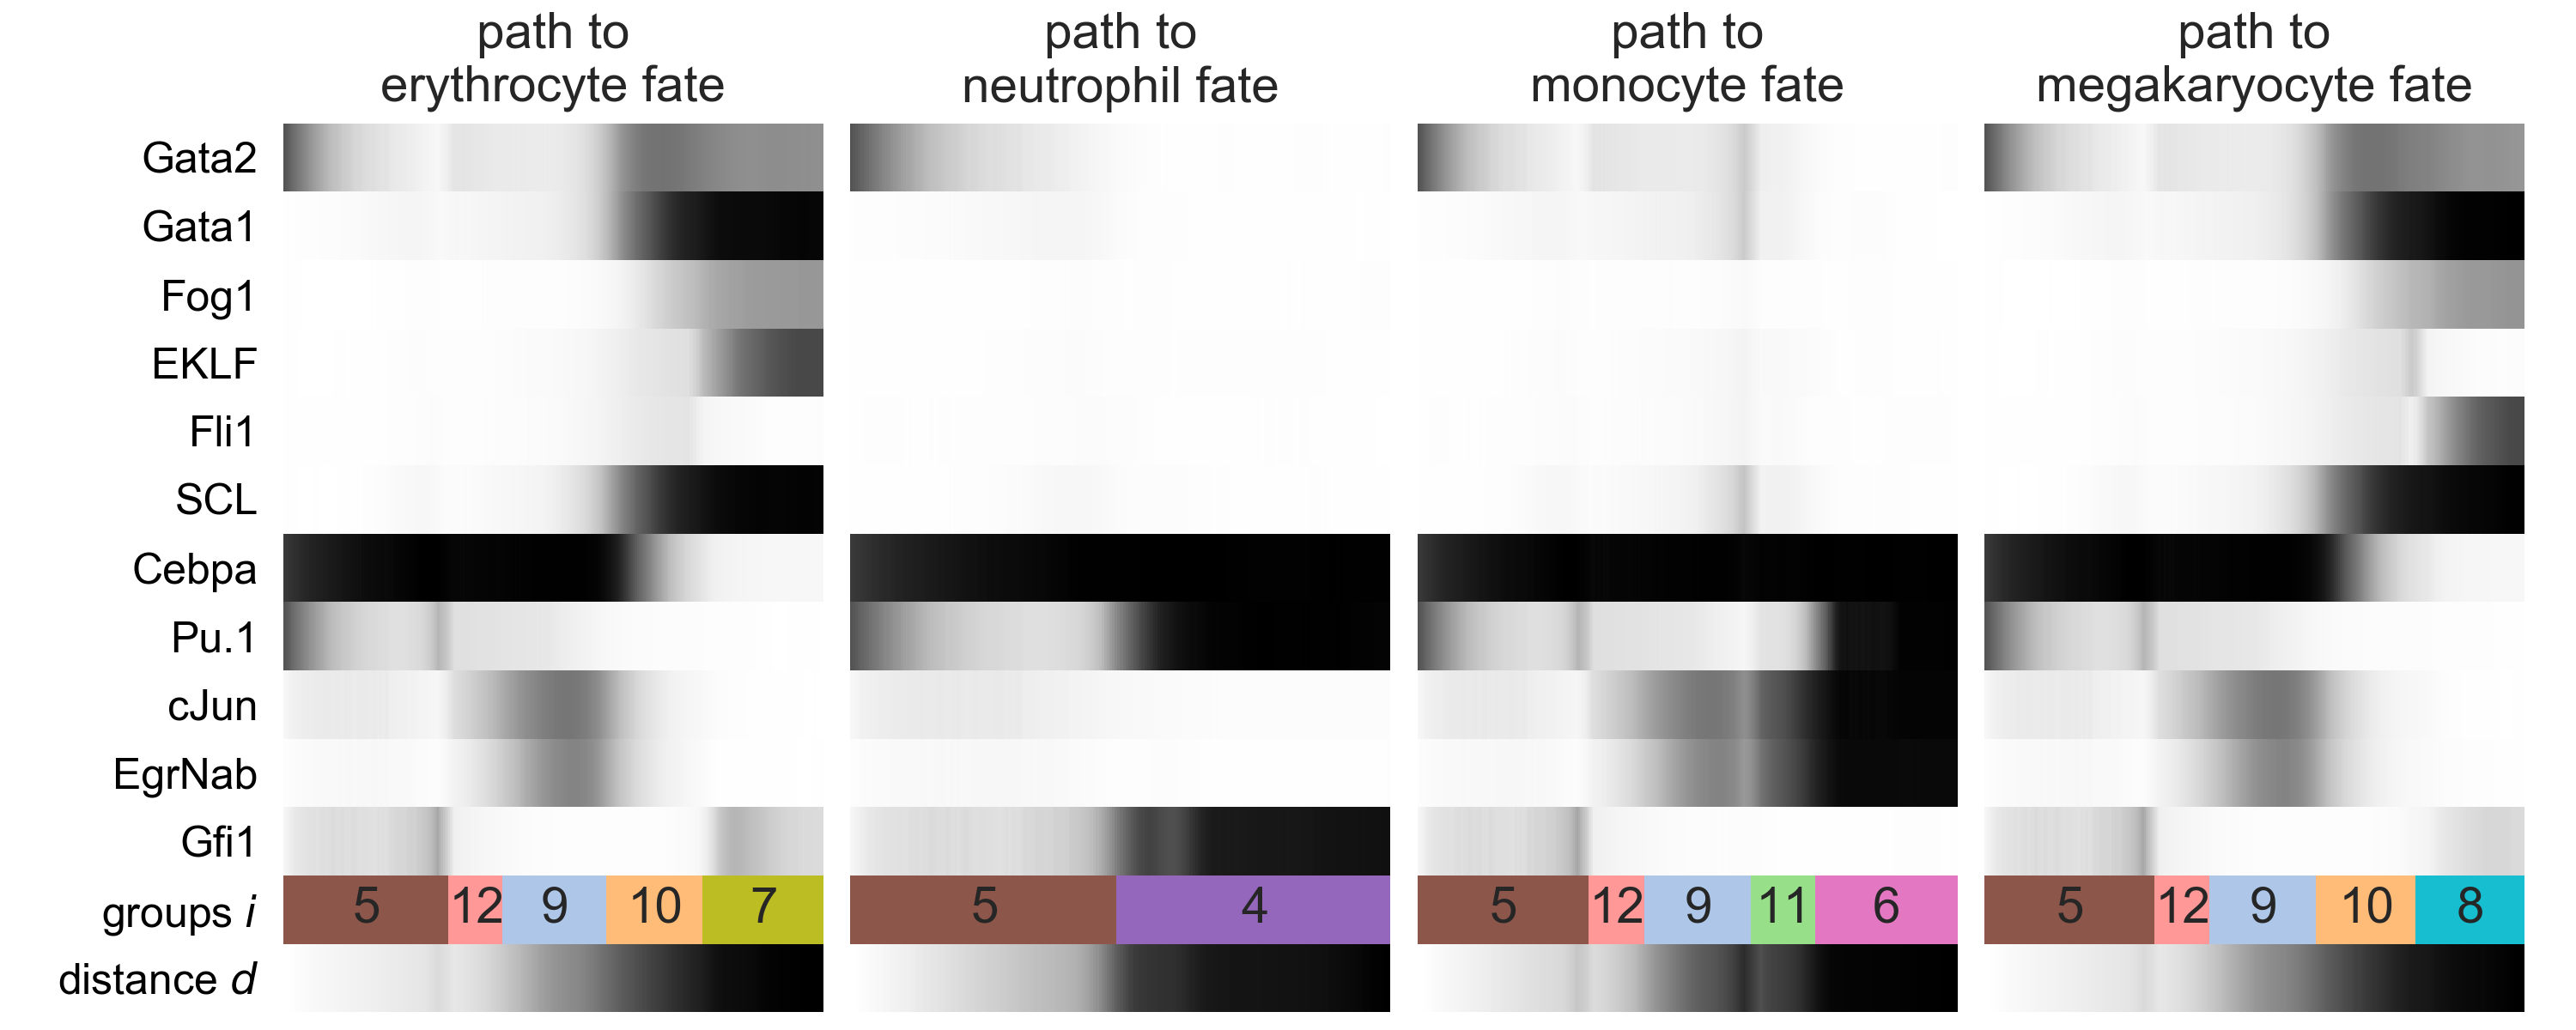 path to
erythrocyte fate
path to
neutrophil fate
path to
monocyte fate
path to
megakaryocyte fate
Gata2
Gata1
Fog1
EKLF
Fli1
SCL
Cebpa
Pu.1
cJun
EgrNab
Gfi1
groups i 5 12 9 10 7 5 4 5 12 9 11 6 5 12 9 10 8
distance d